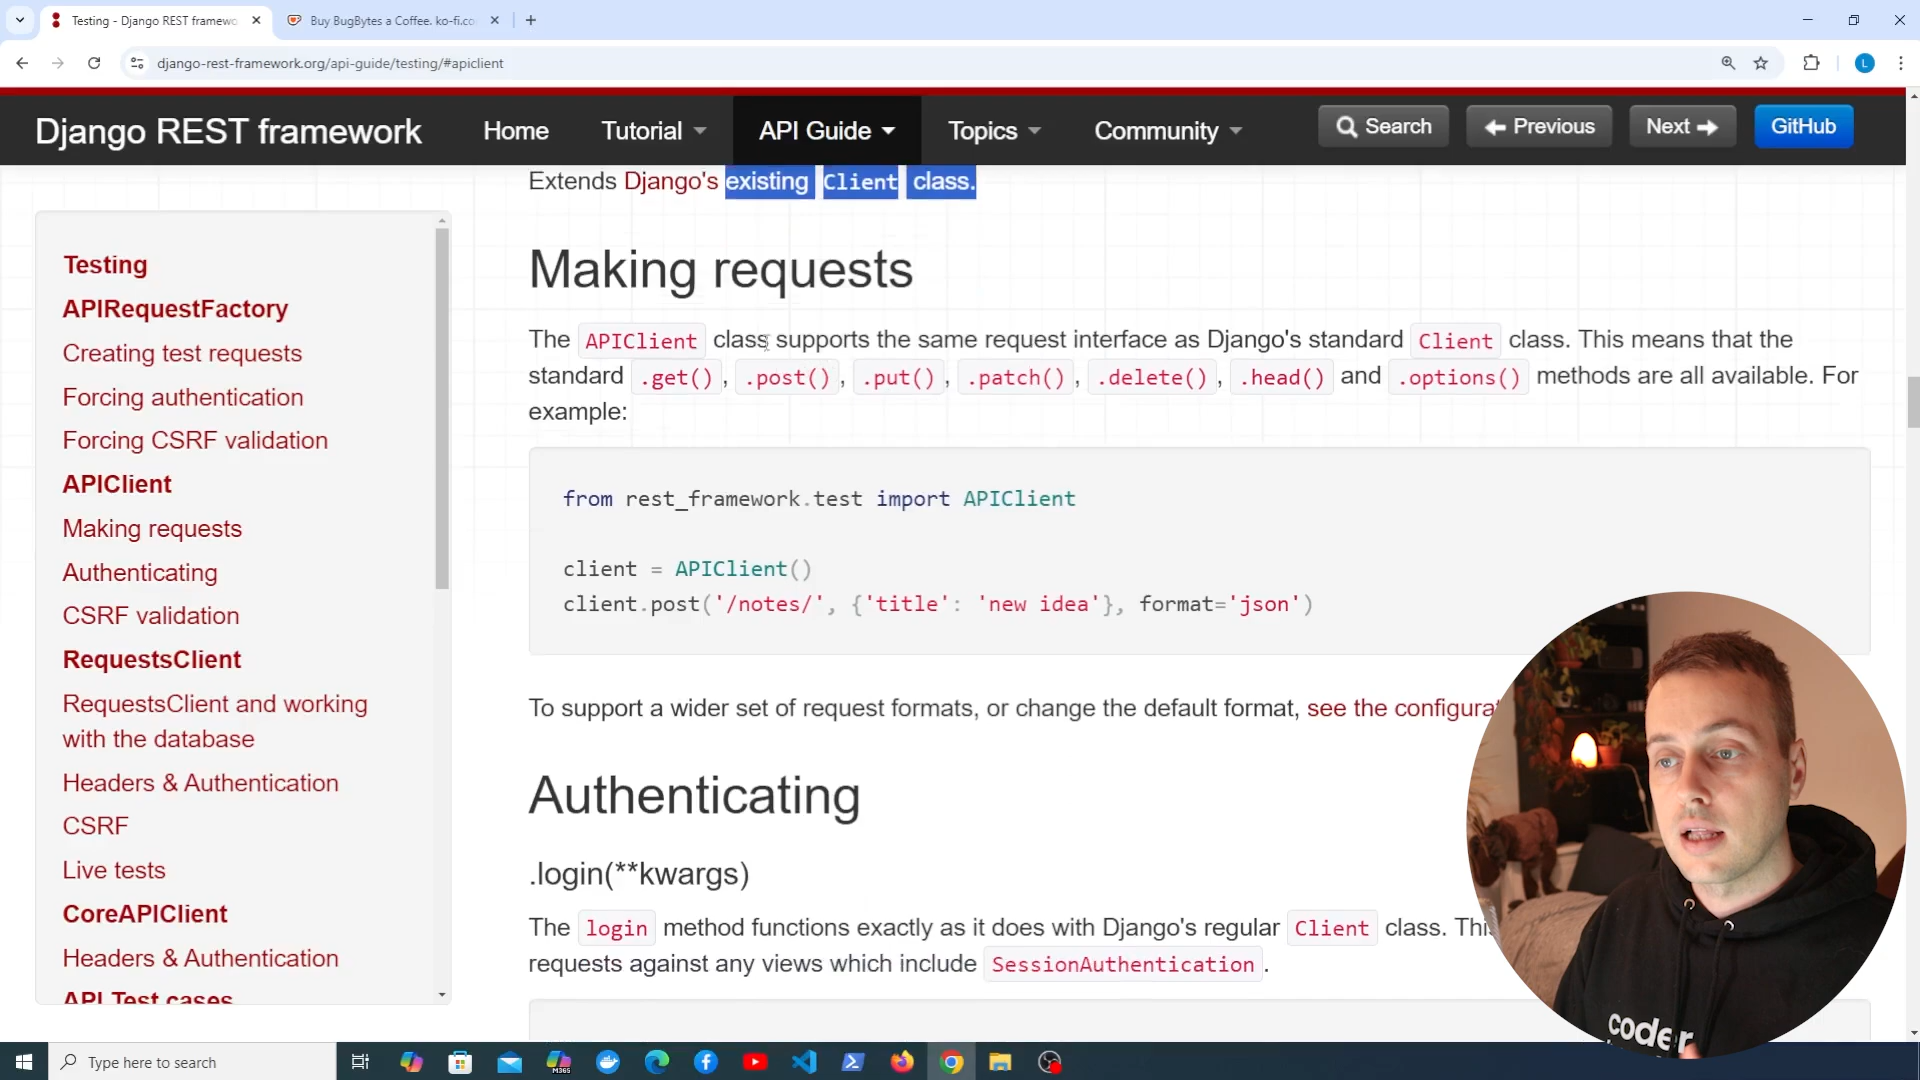 Testing - Django REST framewo
Buy BugBytes a Coffee. ko-fi.co
django-rest-framework.org/api-guide/testing/#apiclient
L
Django REST framework
Home
Tutorial
API Guide
Topics
Community
Search
Previous
Next
GitHub
Extends Django's existing Client class.
Testing
APIRequestFactory
Creating test requests
Forcing authentication
Forcing CSRF validation
APIClient
Making requests
Authenticating
CSRF validation
RequestsClient
RequestsClient and working
with the database
Headers & Authentication
CSRF
Live tests
CoreAPIClient
Headers & Authentication
API Test cases
Making requests
The APIClient class supports the same request interface as Django's standard Client class. This means that the
standard .get(), .post(), .put(), .patch(), .delete(), .head() and .options() methods are all available. For
example:
from rest_framework.test import APIClient
client = APIClient()
client.post('/notes/', {'title': 'new idea'}, format='json')
To support a wider set of request formats, or change the default format, see the configurat
Authenticating
.login(**kwargs)
The login method functions exactly as it does with Django's regular Client class. This
requests against any views which include SessionAuthentication.
coder
Type here to search
M365